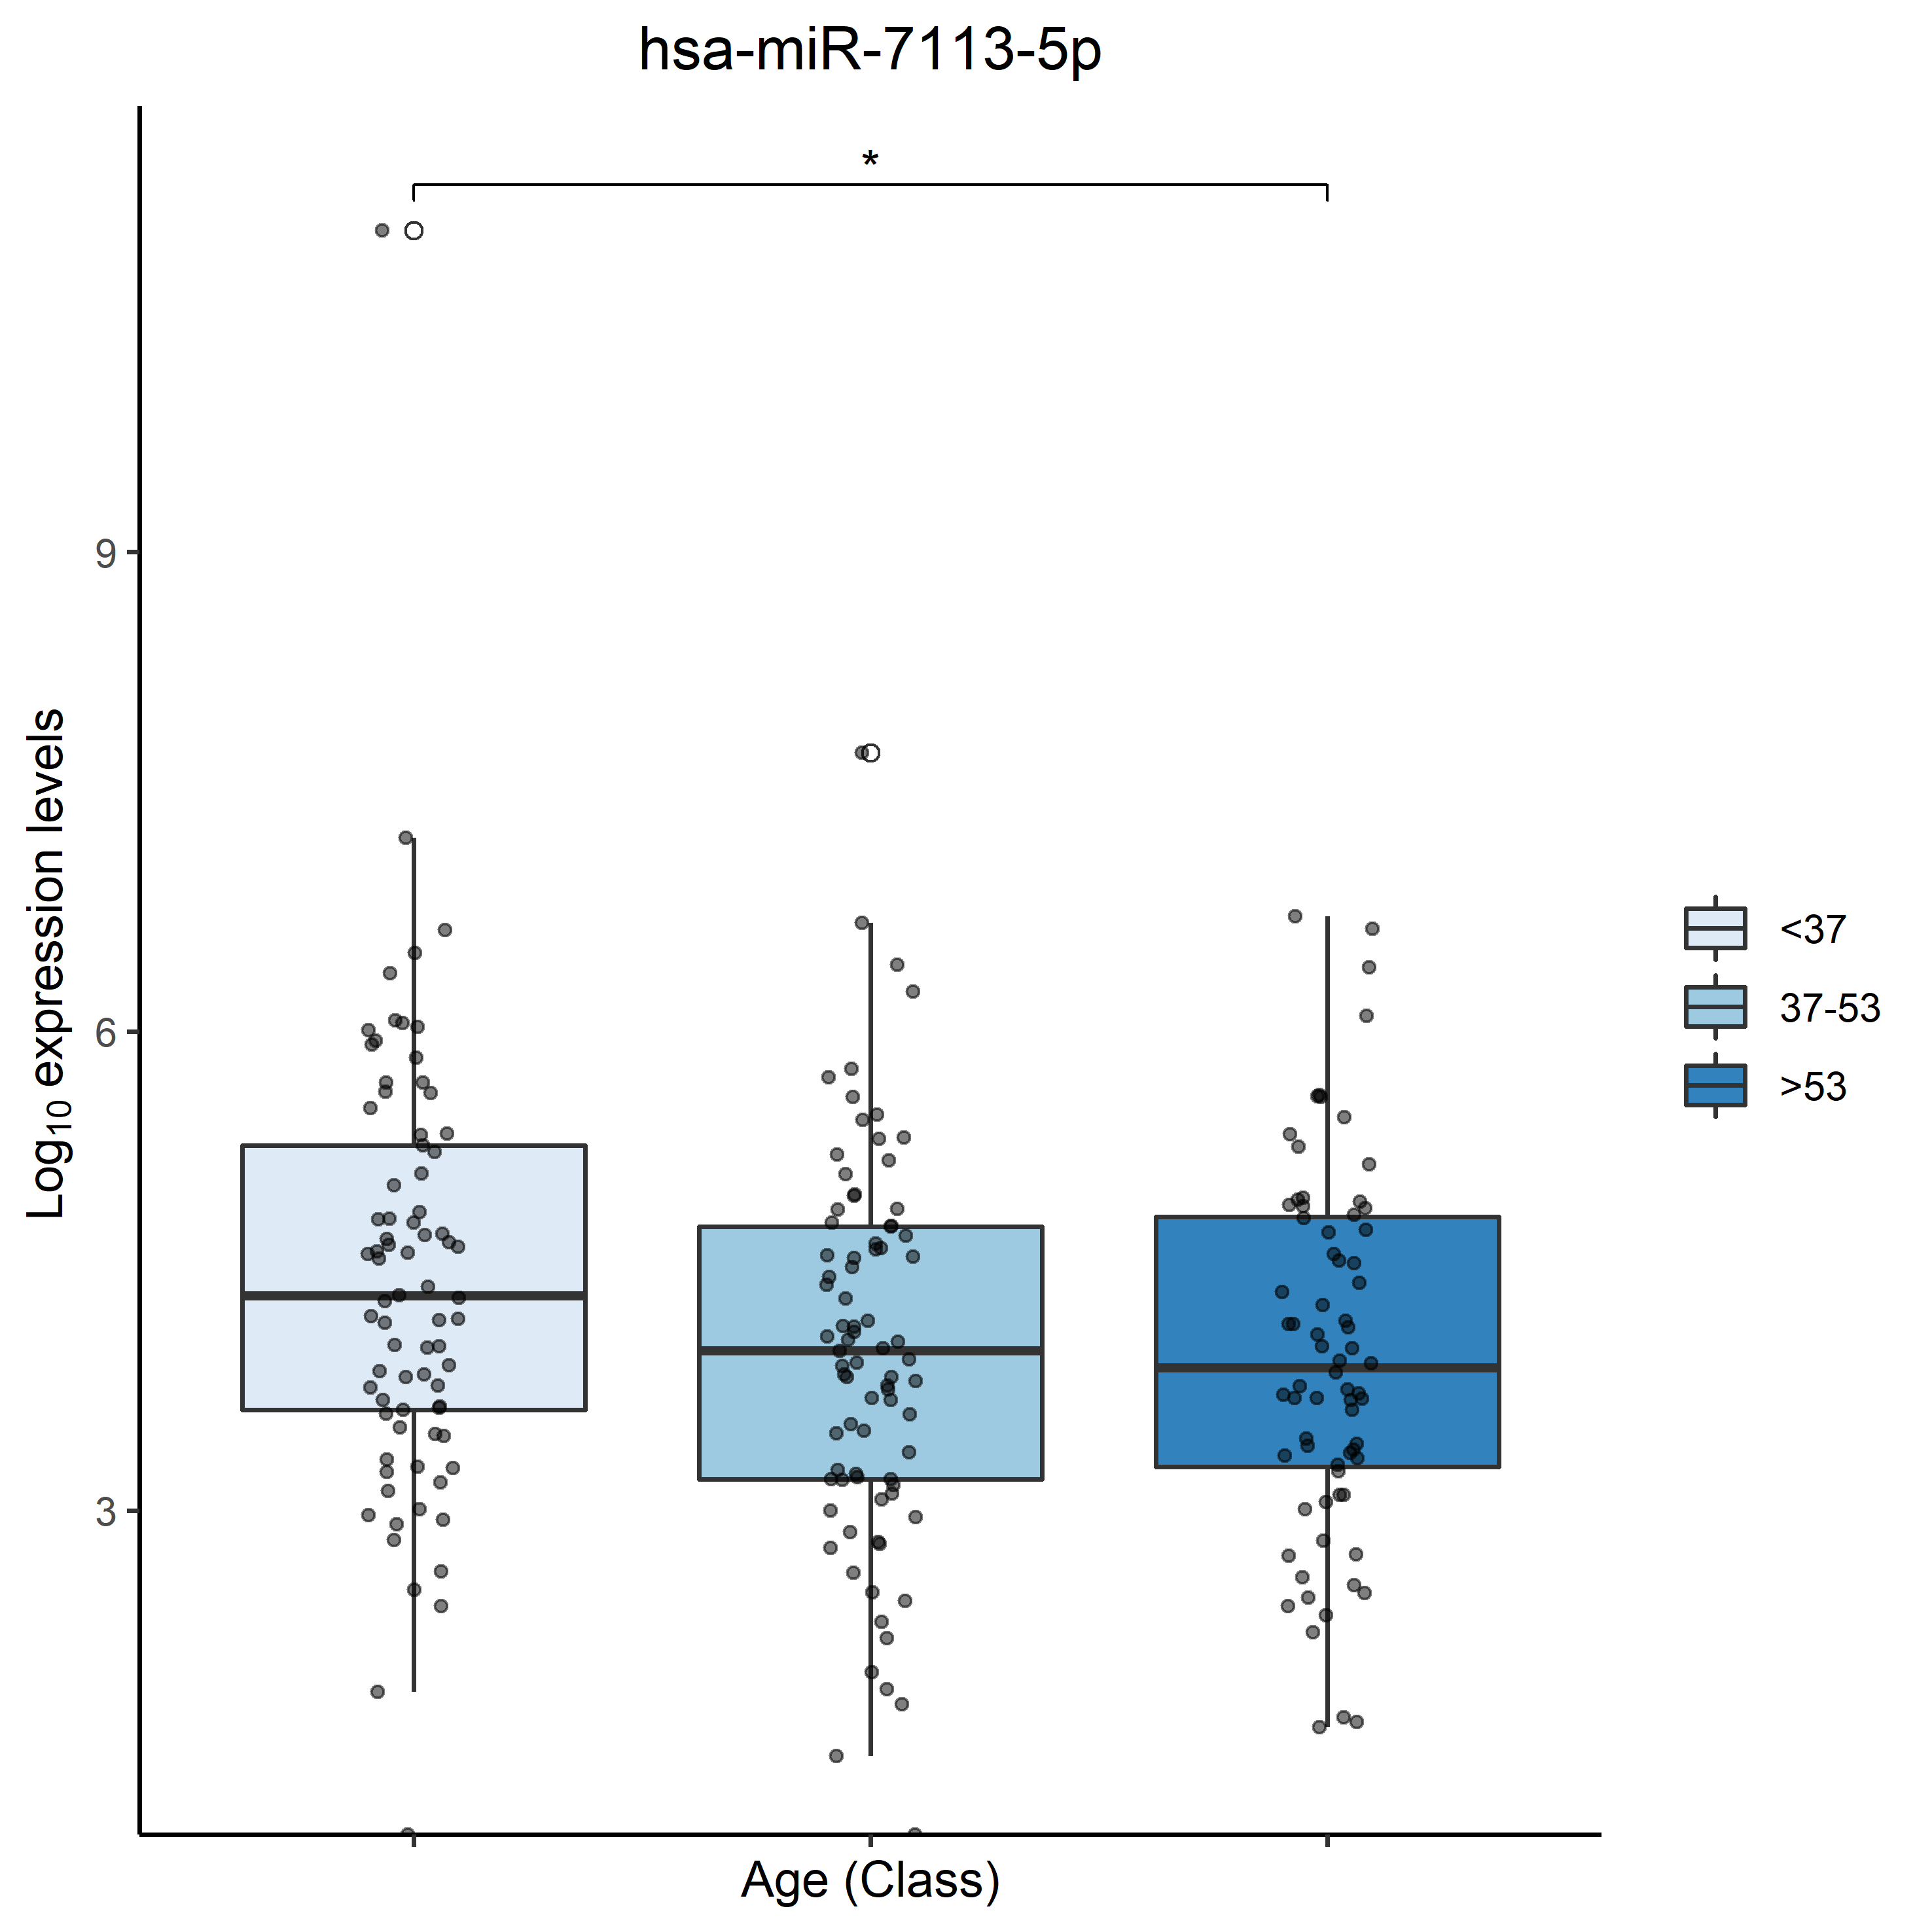 hsa-miR-7113-5p
*
9
6
3
Log₁₀ expression levels
Age (Class)
<37
37-53
>53